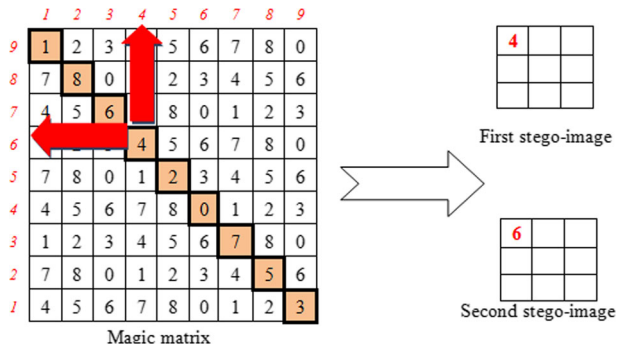 1 2 3 4 5 6 7 8 9
9 1 2 3 5 6 7 8 0
8 7 8 0 2 3 4 5 6
7 4 5 6 8 0 1 2 3
6 4 5 6 7 8 0
5 7 8 0 1 2 3 4 5 6
4 4 5 6 7 8 0 1 2 3
3 1 2 3 4 5 6 7 8 0
2 7 8 0 1 2 3 4 5 6
1 4 5 6 7 8 0 1 2 3
Magic matrix
4
First stego-image
6
Second stego-image